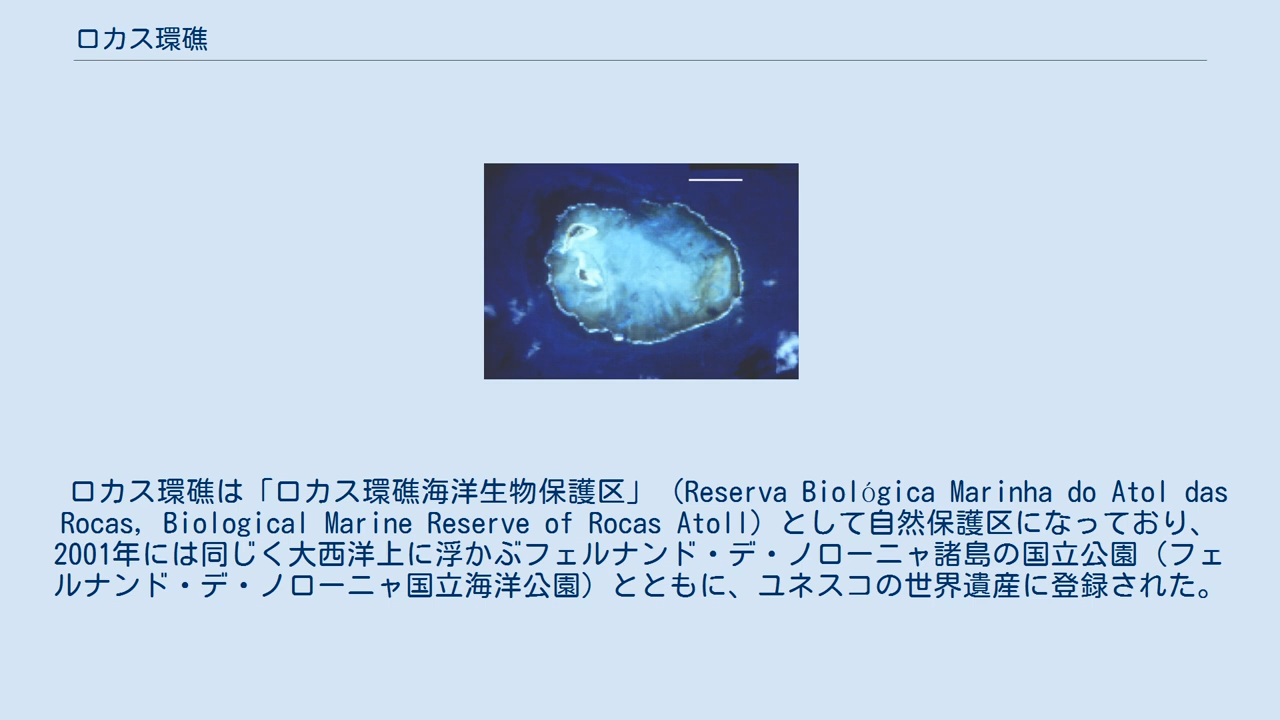 ロカス環礁
ロカス環礁は「ロカス環礁海洋生物保護区」（Reserva Biológica Marinha do Atol das
Rocas, Biological Marine Reserve of Rocas Atoll）として自然保護区になっており、
2001年には同じく大西洋上に浮かぶフェルナンド・デ・ノローニャ諸島の国立公園（フェ
ルナンド・デ・ノローニャ国立海洋公園）とともに、ユネスコの世界遺産に登録された。